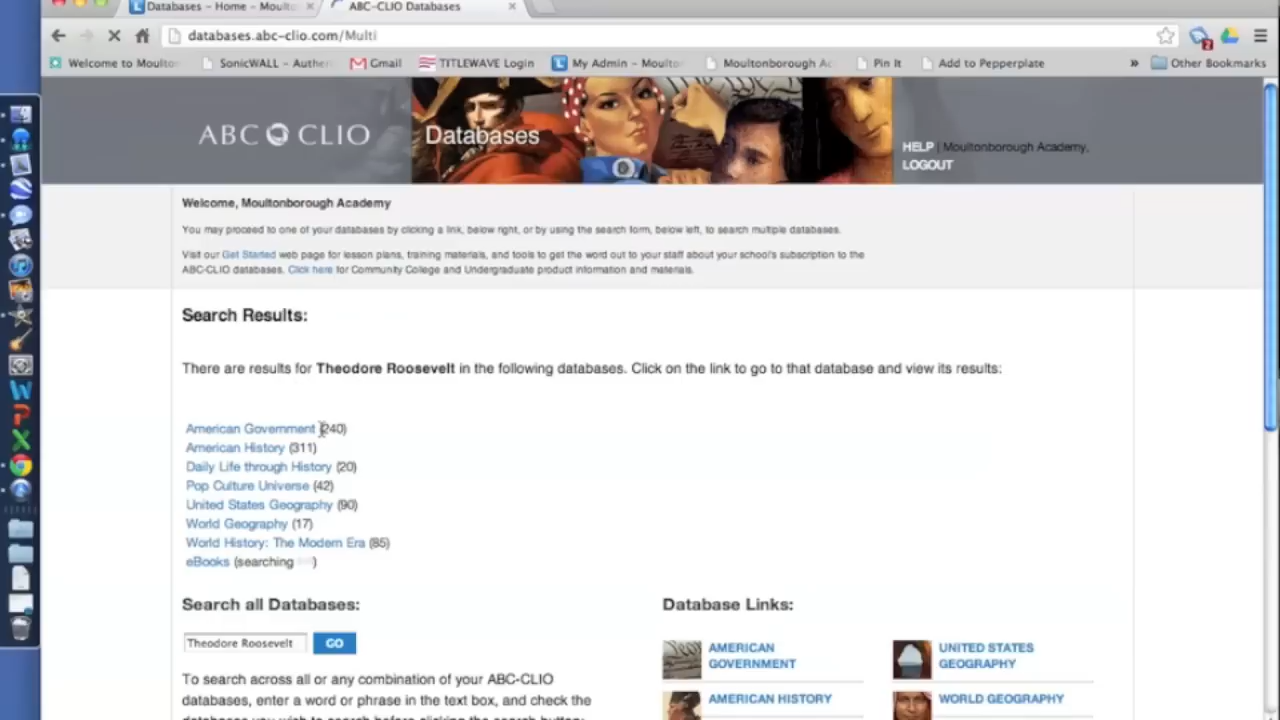 Databases - Home - Moulto
ABC-CLIO Databases
databases.abc-clio.com/Multi
Welcome to Moulto
SonicWALL - Authen
Gmail
TITLEWAVE Login
My Admin - Moulto
Moultonborough Ac
Pin It
Add to Pepperplate
» Other Bookmarks
ABC CLIO
Databases
HELP | Moultonborough Academy,
LOGOUT
Welcome, Moultonborough Academy
You may proceed to one of your databases by clicking a link, below right, or by using the search form, below left, to search multiple databases.
Visit our Get Started web page for lesson plans, training materials, and tools to get the word out to your staff about your school's subscription to the
ABC-CLIO databases. Click here for Community College and Undergraduate product information and materials.
Search Results:
There are results for Theodore Roosevelt in the following databases. Click on the link to go to that database and view its results:
American Government (240)
American History (311)
Daily Life through History (20)
Pop Culture Universe (42)
United States Geography (90)
World Geography (17)
World History: The Modern Era (85)
eBooks (searching )
Search all Databases:
Theodore Roosevelt
GO
To search across all or any combination of your ABC-CLIO
databases, enter a word or phrase in the text box, and check the
databases you wish to search before clicking the search button:
Database Links:
AMERICAN
GOVERNMENT
UNITED STATES
GEOGRAPHY
AMERICAN HISTORY
WORLD GEOGRAPHY